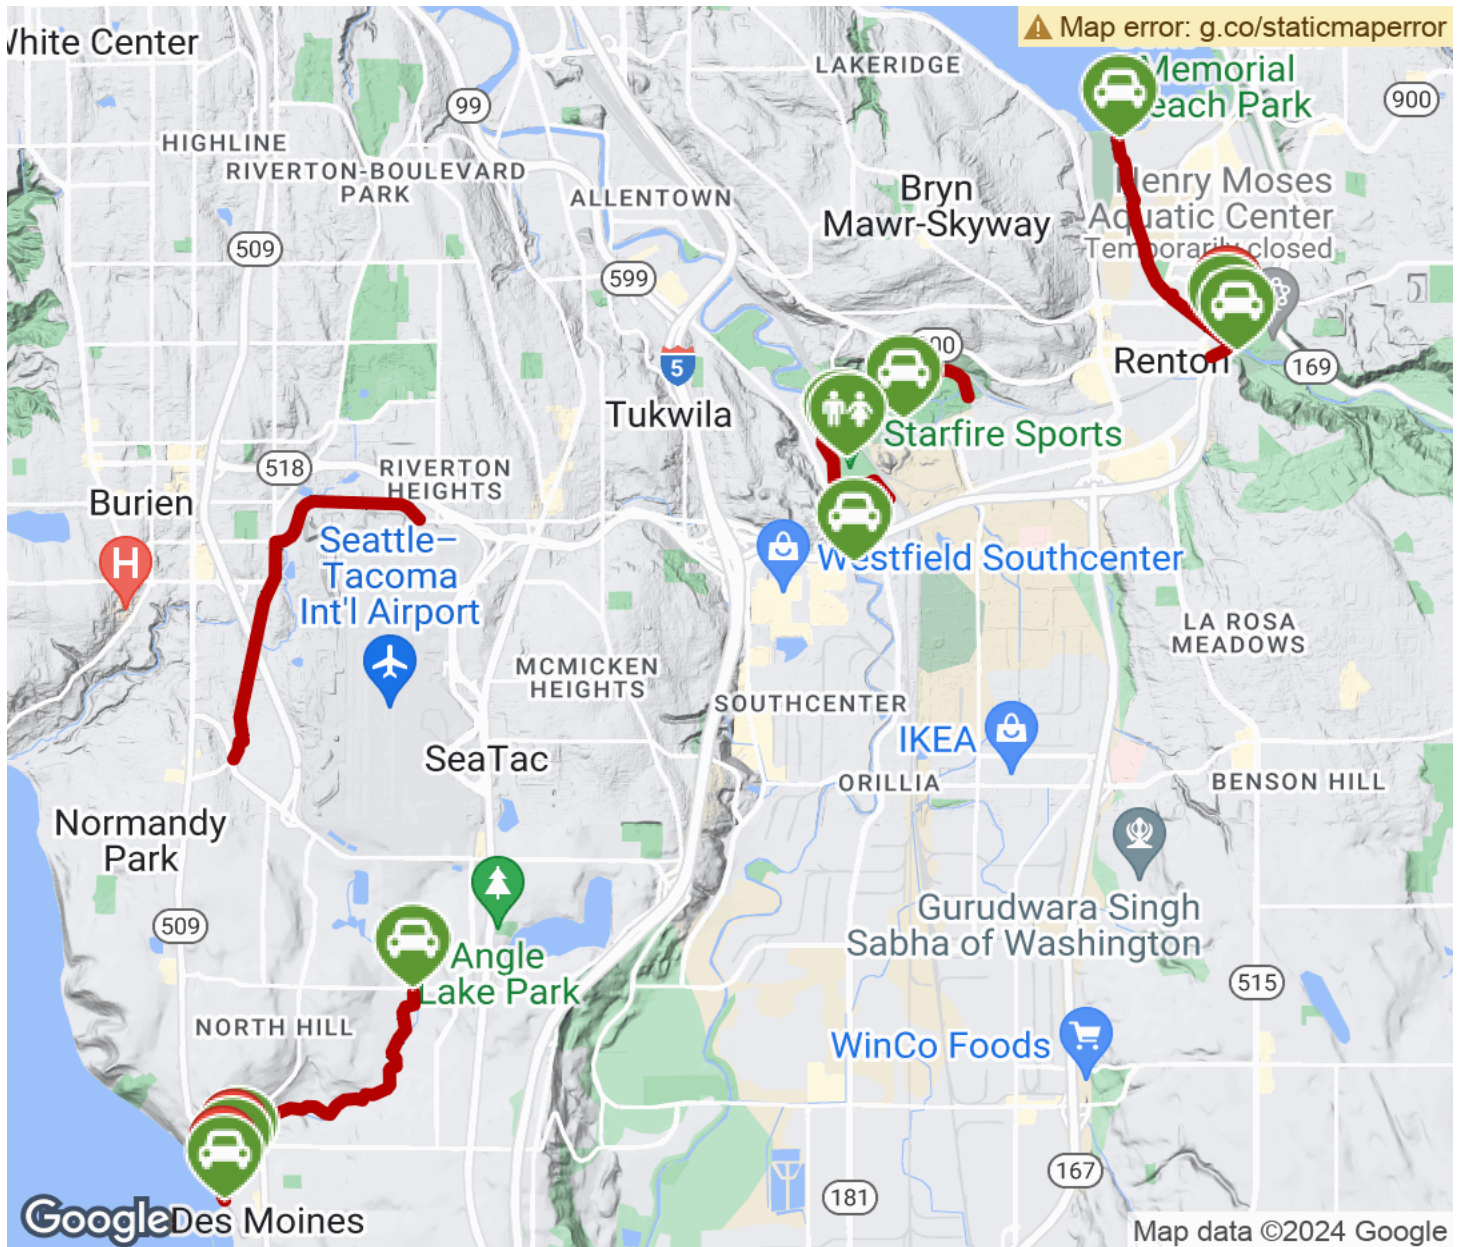 White Center
Map error: g.co/staticmaperror
LAKERIDGE
Memorial
Beach Park
900
99
HIGHLINE
RIVERTON-BOULEVARD
PARK
ALLENTOWN
Bryn
Mawr-Skyway
Henry Moses
Aquatic Center
Temporarily closed
509
599
5
Renton
169
Tukwila
Starfire Sports
518
RIVERTON
HEIGHTS
Burien
H
Seattle–
Tacoma
Int'l Airport
Westfield Southcenter
LA ROSA
MEADOWS
MCMICKEN
HEIGHTS
SOUTHCENTER
IKEA
SeaTac
ORILLIA
BENSON HILL
Normandy
Park
Gurudwara Singh
Sabha of Washington
509
Angle
Lake Park
515
NORTH HILL
WinCo Foods
167
181
Google
Des Moines
Map data ©2024 Google